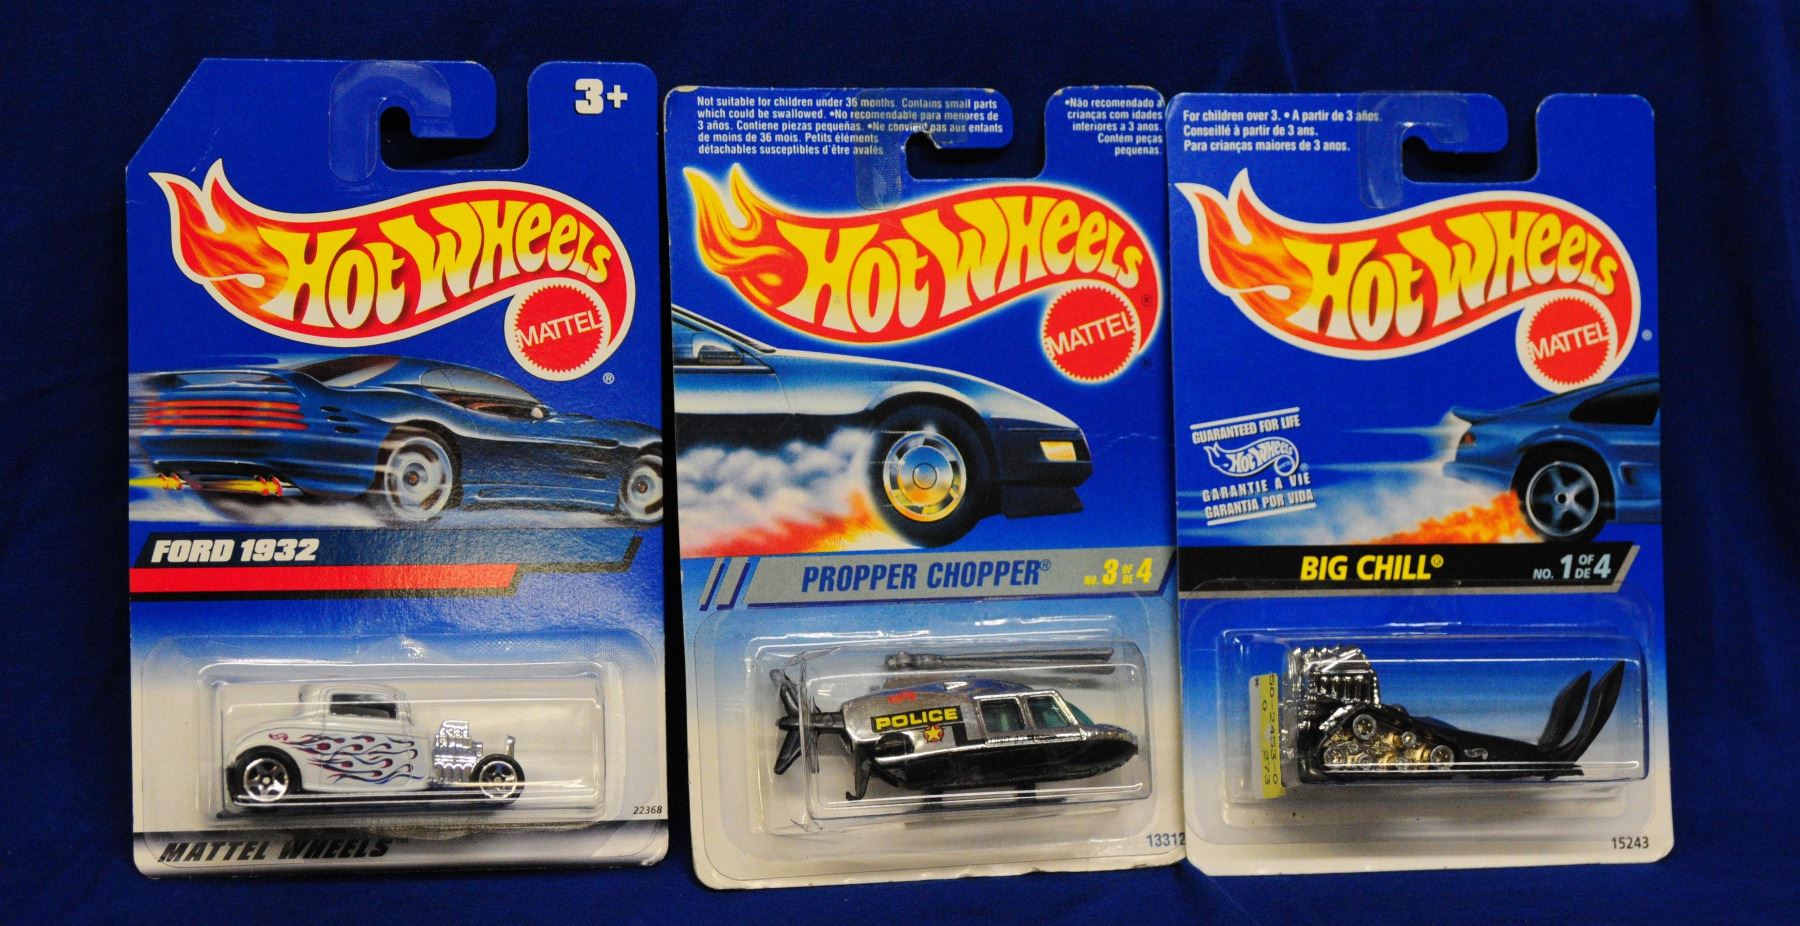 3+
HOT WHEELS
MATTEL
®
FORD 1932
22368
MATTEL WHEELS™
Not suitable for children under 36 months. Contains small parts
which could be swallowed. •No recomendable para menores de
3 años. Contiene piezas pequeñas. •Ne convient pas aux enfants
de moins de 36 mois. Petits éléments
détachables susceptibles d'être avalés
•Não recomendado a
crianças com idades
inferiores a 3 anos.
Contém peças
pequenas.
HOT WHEELS
®
MATTEL
PROPPER CHOPPER® NO. 3 OF DE 4
POLICE
13312
For children over 3. • A partir de 3 años.
Conseillé à partir de 3 ans.
Para crianças maiores de 3 anos.
HOT WHEELS
MATTEL
®
GUARANTEED FOR LIFE
HOT WHEELS®
GARANTIE A VIE
GARANTIA POR VIDA
BIG CHILL® NO. 1 OF DE 4
15243